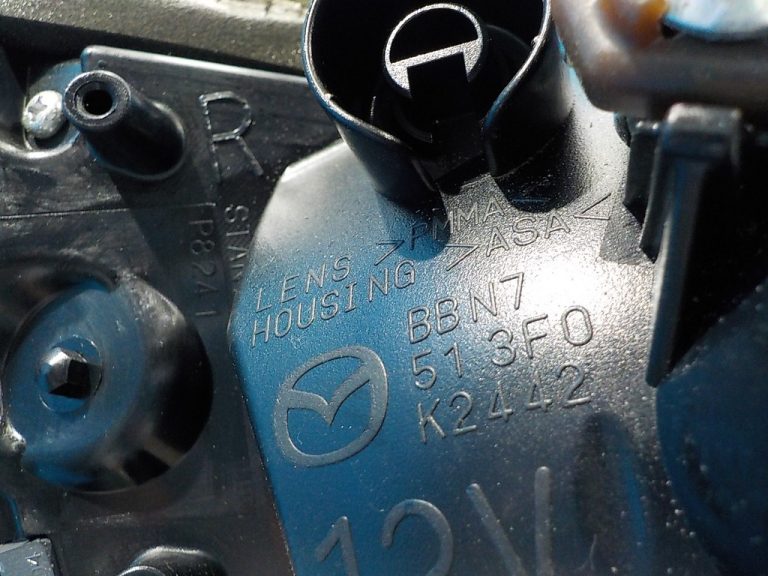 R
LENS >PMMA<
HOUSING >ASA<
BBN7
51 3F0
K2442
12V